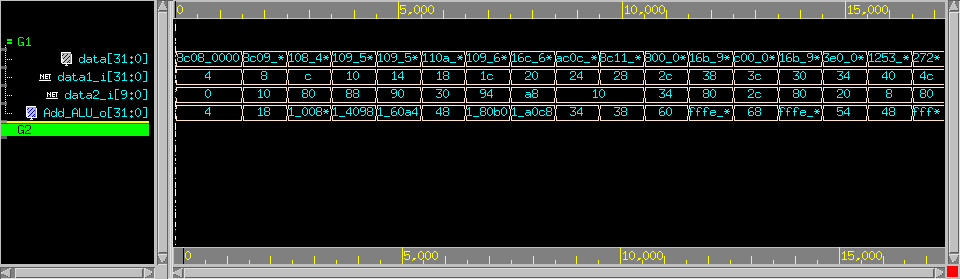 0 5,000 10,000 15,000
G1
data[31:0] 8c08_0000 8c09_* 108_4* 109_5* 109_5* 110a_* 109_6* 16c_6* ac0c_* 8c11_* 800_0* 16b_9* c00_0* 16b_9* 3e0_0* 1253_* 272*
NET data1_i[31:0] 4 8 c 10 14 18 1c 20 24 28 2c 38 3c 30 34 40 4c
NET data2_i[9:0] 0 10 80 88 90 30 94 a8 10 34 80 2c 80 20 8 80
Add_ALU_o[31:0] 4 18 1_008* 1_4098 1_60a4 48 1_80b0 1_a0c8 34 38 60 fffe_* 68 fffe_* 54 48 fff*
G2
0 5,000 10,000 15,000